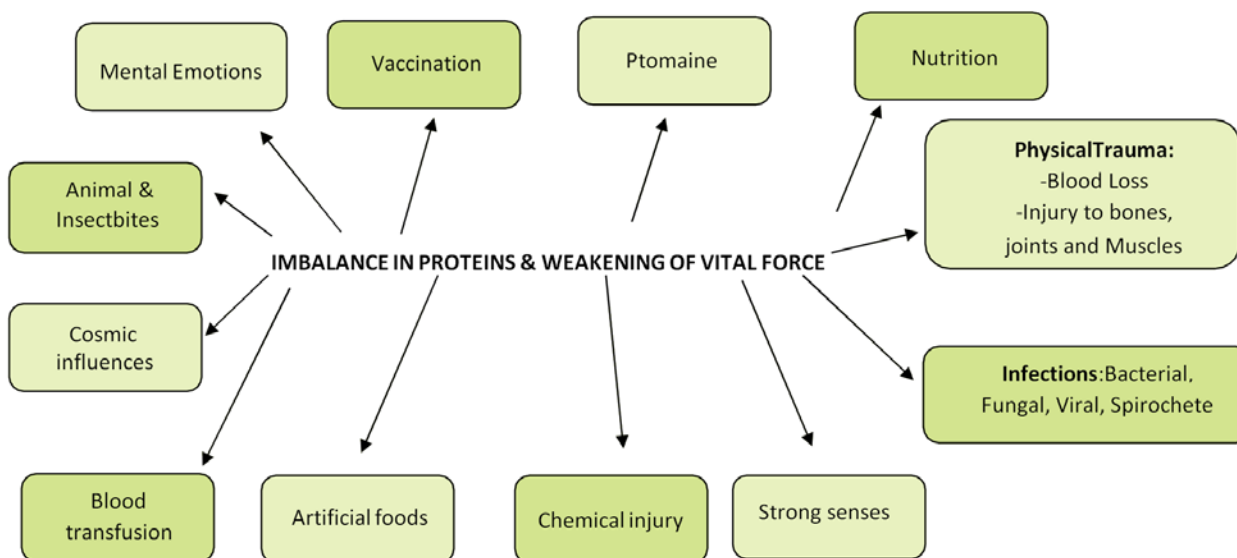 Mental Emotions
Vaccination
Ptomaine
Nutrition
PhysicalTrauma:
-Blood Loss
-Injury to bones,
joints and Muscles
Animal &
Insectbites
IMBALANCE IN PROTEINS & WEAKENING OF VITAL FORCE
Cosmic
influences
Infections:Bacterial,
Fungal, Viral, Spirochete
Blood
transfusion
Artificial foods
Chemical injury
Strong senses